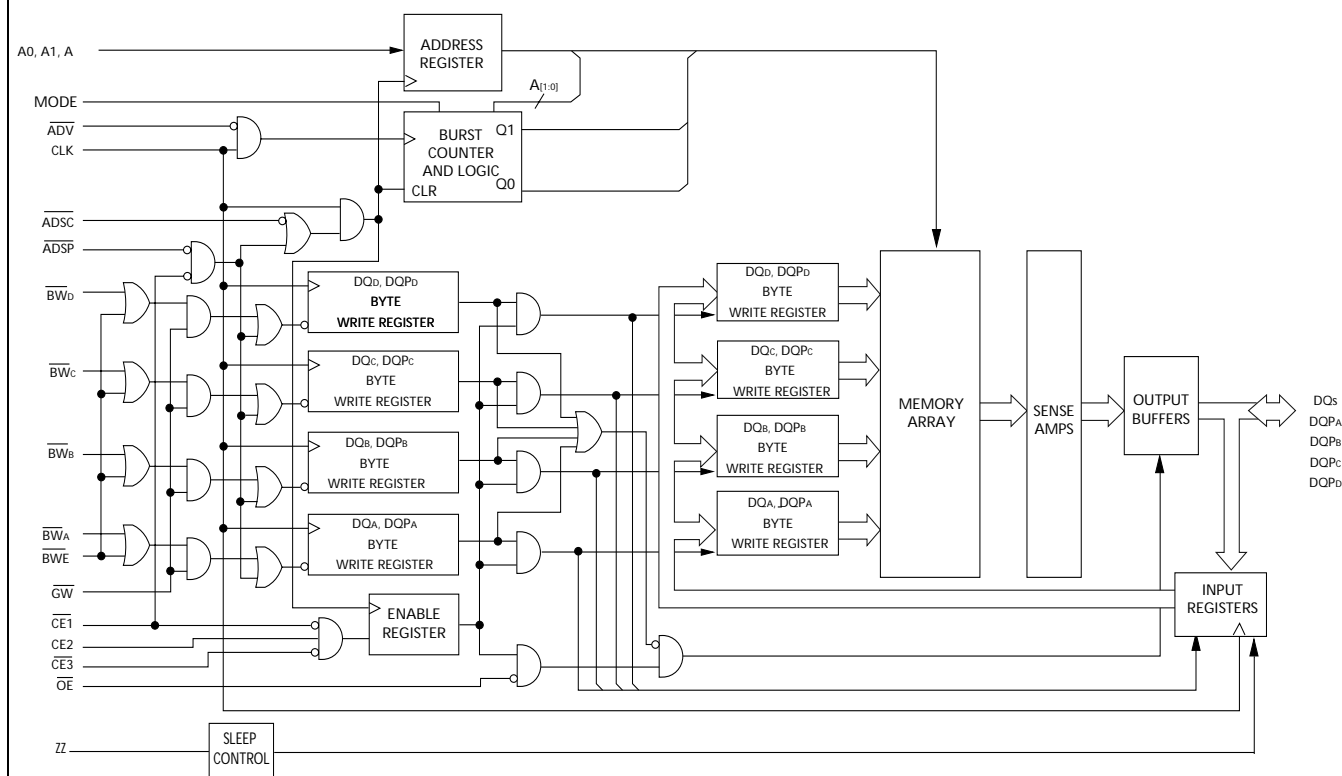 A0, A1, A
ADDRESS
REGISTER
MODE
A[1:0]
ADV
CLK
BURST
COUNTER
AND LOGIC
CLR
Q1
Q0
ADSC
ADSP
BWD
DQD, DQPD
BYTE
WRITE REGISTER
BWC
DQC, DQPC
BYTE
WRITE REGISTER
BWB
DQB, DQPB
BYTE
WRITE REGISTER
BWA
BWE
DQA, DQPA
BYTE
WRITE REGISTER
GW
CE1
CE2
CE3
ENABLE
REGISTER
OE
ZZ
SLEEP
CONTROL
DQD, DQPD
BYTE
WRITE REGISTER
DQC, DQPC
BYTE
WRITE REGISTER
DQB, DQPB
BYTE
WRITE REGISTER
DQA, DQPA
BYTE
WRITE REGISTER
MEMORY
ARRAY
SENSE
AMPS
OUTPUT
BUFFERS
INPUT
REGISTERS
DQs
DQPA
DQPB
DQPC
DQPD